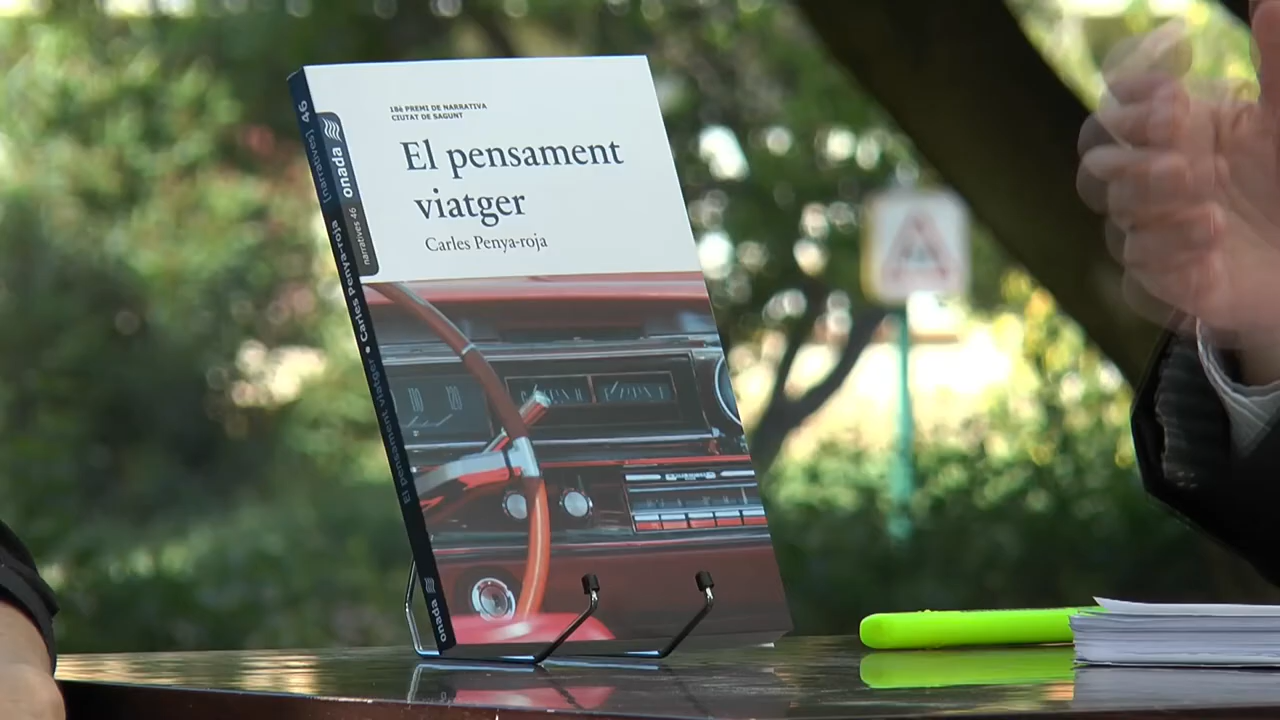 18è PREMI DE NARRATIVA
CIUTAT DE SAGUNT
El pensament
viatger
Carles Penya-roja
onada
narratives 46
(narratives) 46
El pensament viatger • Carles Penya-roja
onada